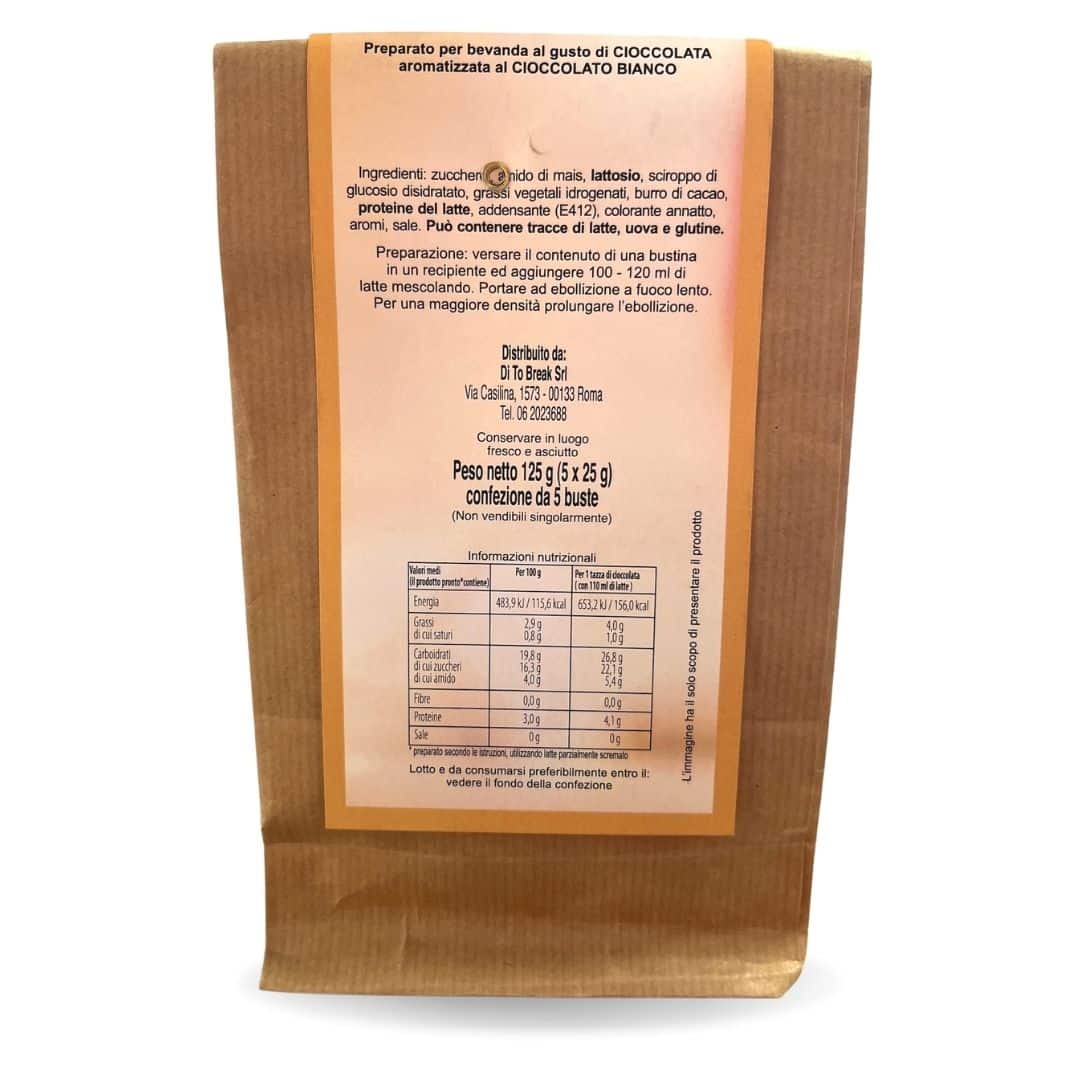 Preparato per bevanda al gusto di CIOCCOLATA
aromatizzata al CIOCCOLATO BIANCO
Ingredienti: di mais, lattosio, sciroppo di
glucosio disidratato, grassi vegetali idrogenati, burro di cacao,
proteine del latte, addensante (E412), colorante annatto,
aromi, sale. Può contenere tracce di latte, uova e glutine.
Preparazione: versare il contenuto di una bustina
in un recipiente ed aggiungere 100 - 120 ml di
latte mescolando. Portare ad ebollizione a fuoco lento.
Per una maggiore densità prolungare l'ebollizione.
Distribuito da:
Di To Break Srl
Via Casilina, 1573 - 00133 Roma
Tel. 06 2023688
Conservare in luogo
fresco e asciutto
Peso netto 125 g (5 x 25 g)
confezione da 5 buste
(Non vendibili singolarmente)
Informazioni nutrizionali
Valori medi Per 100 g Per 1 tazza di cioccolata
(il prodotto pronto*contiene) (con 110 ml di latte)
Energia 483,9 kJ / 115,6 kcal 653,2 kJ / 156,0 kcal
Grassi 2,9 g 4,0 g
di cui saturi 0,8 g 1,0 g
Carboidrati 19,8 g 26,8 g
di cui zuccheri 16,3 g 22,1 g
di cui amido 4,0 g 5,4 g
Fibre 0,0 g 0,0 g
Proteine 3,0 g 4,1 g
Sale 0 g 0 g
* preparato secondo le istruzioni, utilizzando latte parzialmente scremato
Lotto e da consumarsi preferibilmente entro il:
vedere il fondo della confezione
L'immagine ha il solo scopo di presentare il prodotto